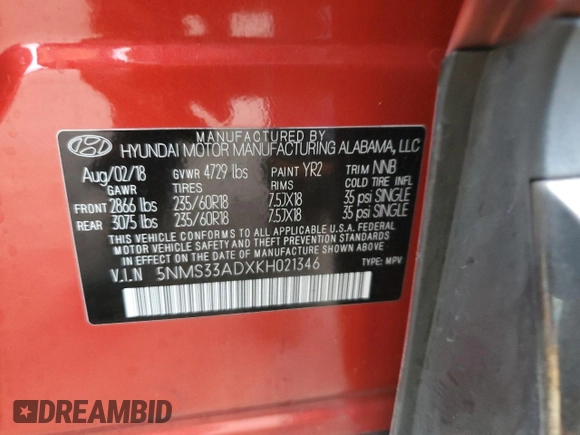 MANUFACTURED BY
HYUNDAI MOTOR MANUFACTURING ALABAMA, LLC
Aug/02/18 GVWR 4729 lbs PAINT YR2 TRIM NNB
GAWR TIRES RIMS COLD TIRE INFL
FRONT 2866 lbs 235/60R18 7.5JX18 35 psi SINGLE
REAR 3075 lbs 235/60R18 7.5JX18 35 psi SINGLE
THIS VEHICLE CONFORMS TO ALL APPLICABLE U.S.A. FEDERAL
MOTOR VEHICLE SAFETY AND THEFT PREVENTION STANDARDS
IN EFFECT ON THE DATE OF MANUFACTURE SHOWN ABOVE.
V.I.N 5NMS33ADXKH021346 TYPE: MPV
DREAMBID